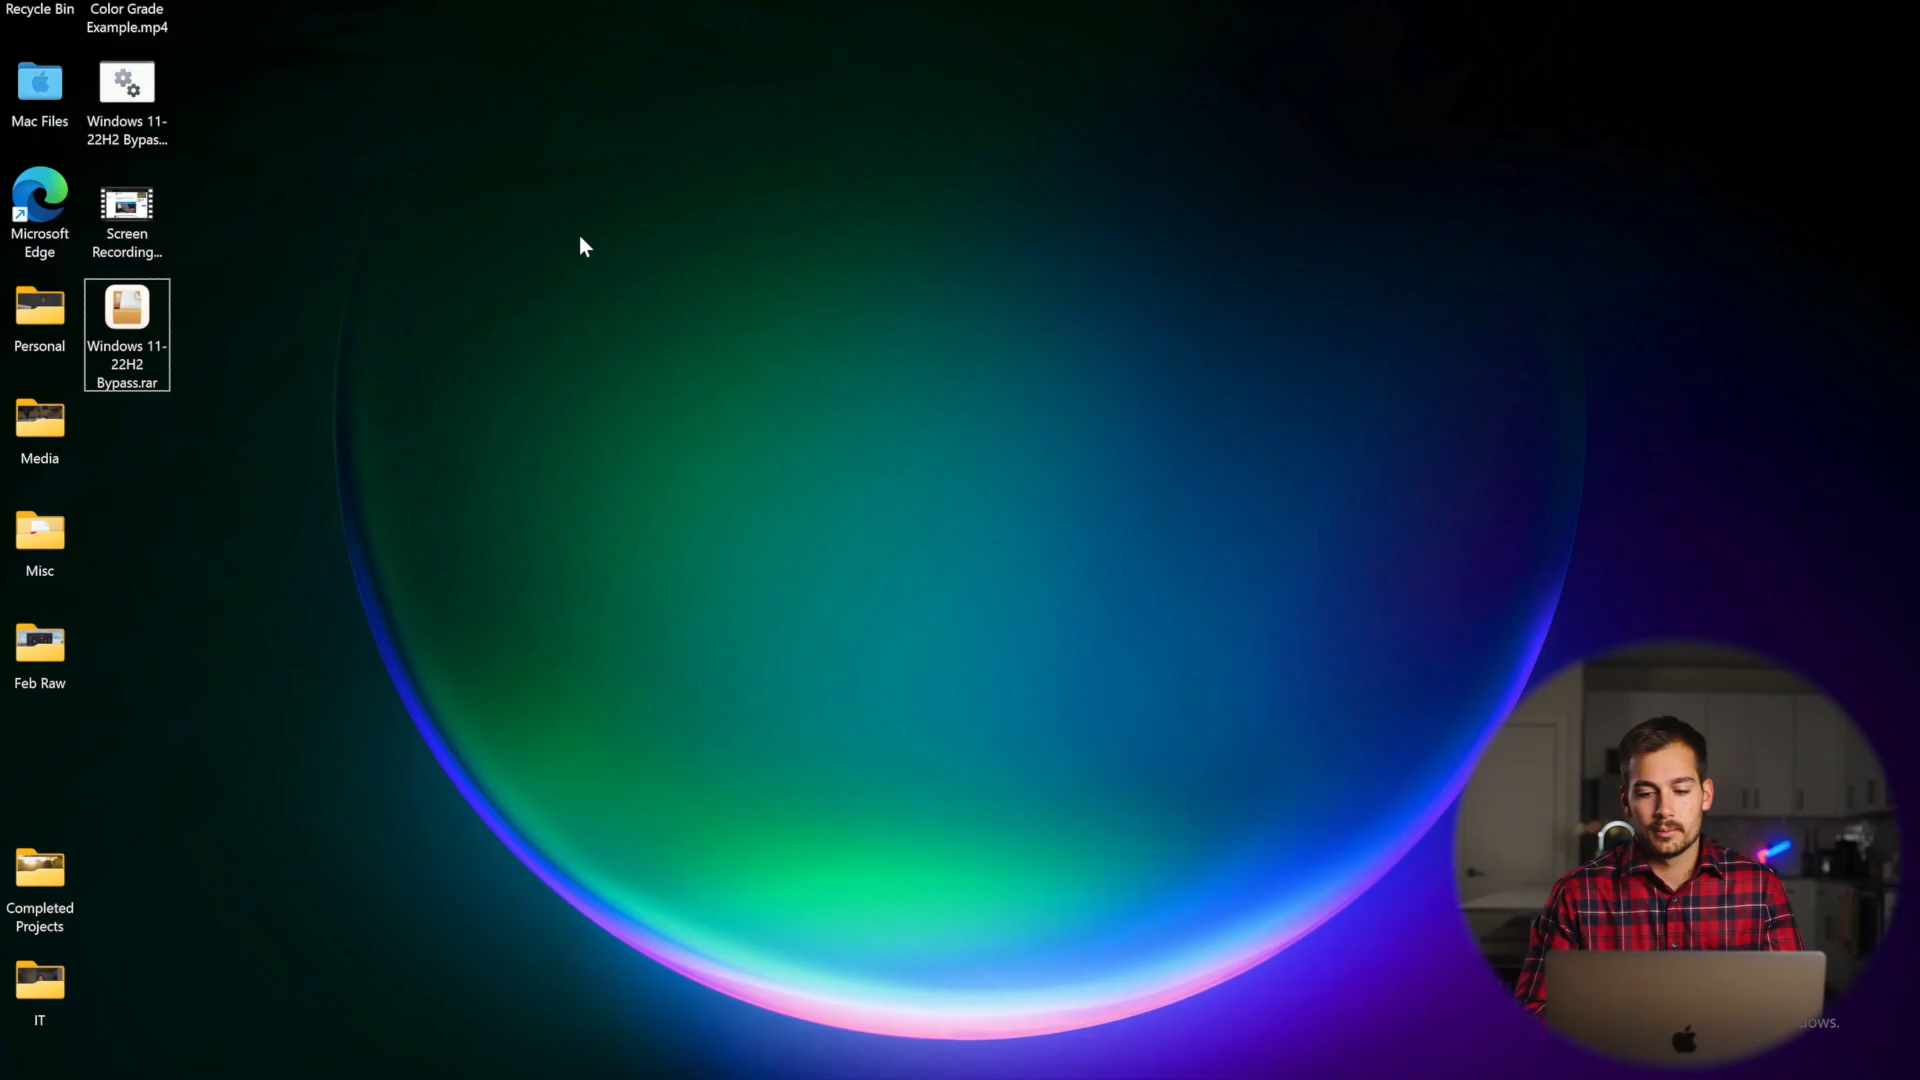 Recycle Bin
Color Grade
Example.mp4
Mac Files
Windows 11-
22H2 Bypas...
Microsoft
Edge
Screen
Recording...
Personal
Windows 11-
22H2
Bypass.rar
Media
Misc
Feb Raw
Completed
Projects
IT
dows.